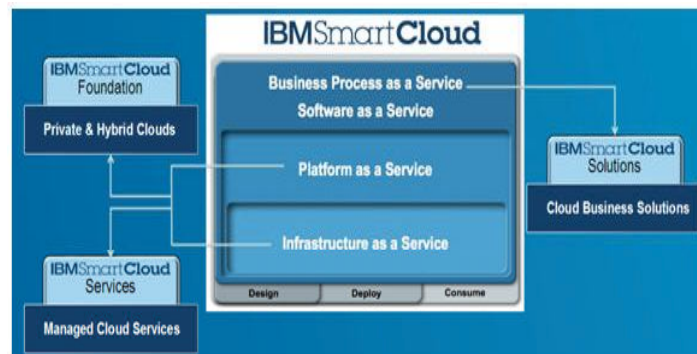 IBMSmartCloud
Business Process as a Service
Software as a Service
Platform as a Service
Infrastructure as a Service
Design
Deploy
Consume
IBMSmartCloud
Foundation
Private & Hybrid Clouds
IBMSmartCloud
Services
Managed Cloud Services
IBMSmartCloud
Solutions
Cloud Business Solutions